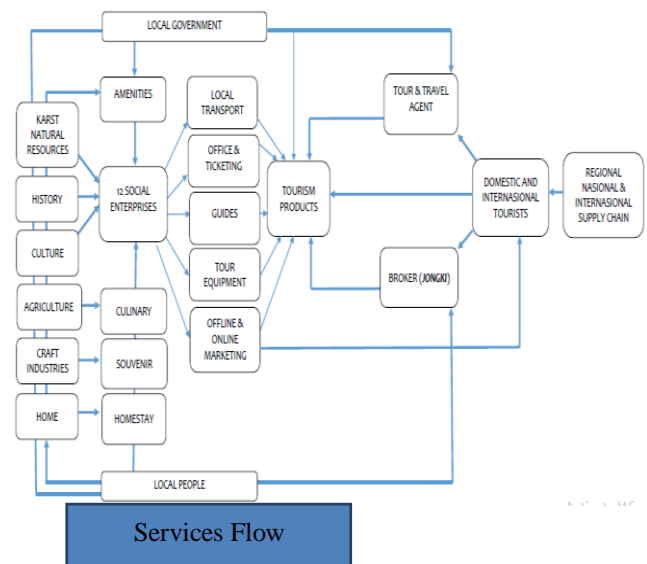 LOCAL GOVERNMENT
AMENITIES
LOCAL
TRANSPORT
TOUR & TRAVEL
AGENT
KARST
NATURAL
RESOURCES
OFFICE &
TICKETING
12 SOCIAL
ENTERPRISES
TOURISM
PRODUCTS
DOMESTIC AND
INTERNASIONAL
TOURISTS
REGIONAL
NASIONAL &
INTERNASIONAL
SUPPLY CHAIN
HISTORY
GUIDES
CULTURE
TOUR
EQUIPMENT
BROKER (JONGKI)
AGRICULTURE
CULINARY
OFFLINE &
ONLINE
MARKETING
CRAFT
INDUSTRIES
SOUVENIR
HOME
HOMESTAY
LOCAL PEOPLE
Services Flow